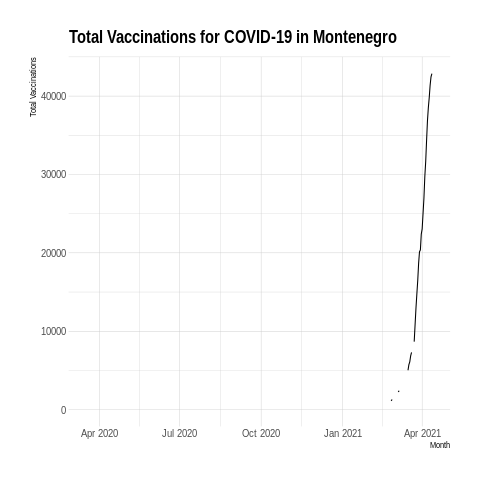 Total Vaccinations for COVID-19 in Montenegro
Total Vaccinations
40000
30000
20000
10000
0
Apr 2020 Jul 2020 Oct 2020 Jan 2021 Apr 2021
Month